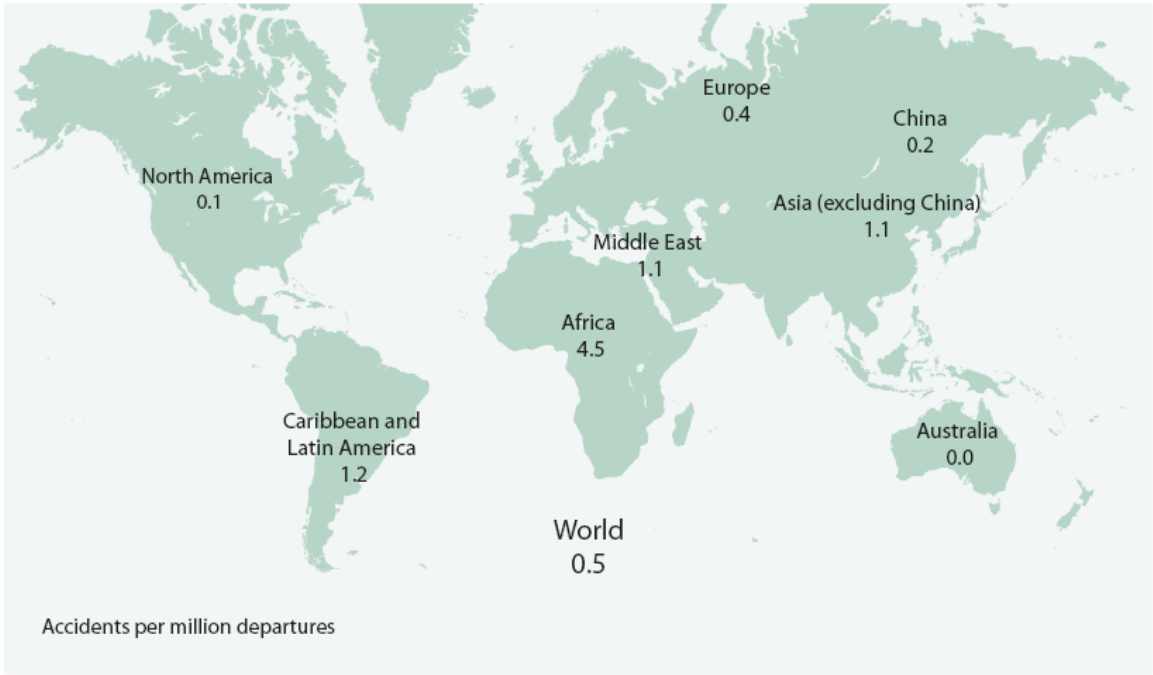 Europe
0.4
China
0.2
North America
0.1
Asia (excluding China)
1.1
Middle East
1.1
Africa
4.5
Caribbean and
Latin America
1.2
Australia
0.0
World
0.5
Accidents per million departures